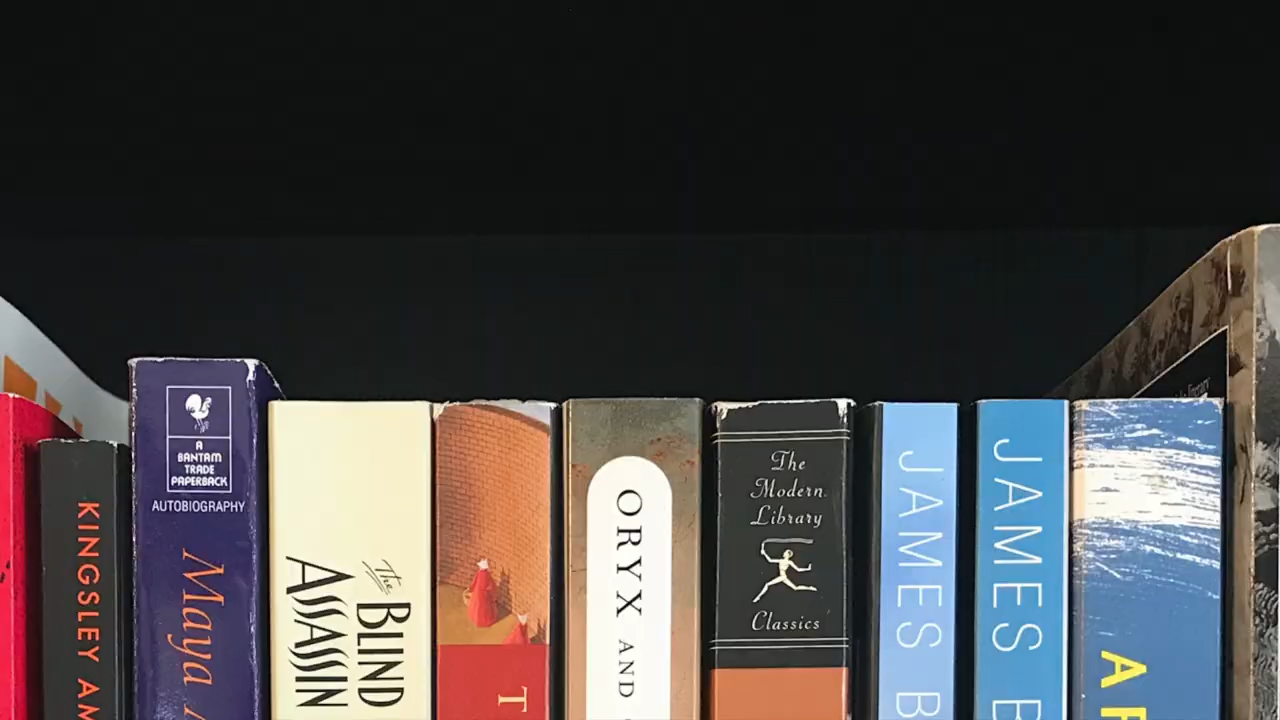 KINGSLEY AM
A
BANTAM
TRADE
PAPERBACK
AUTOBIOGRAPHY
Maya
The
BLIND
ASSASSIN
T
ORYX AND
The
Modern
Library
Classics
JAMES B
JAMES B
A F